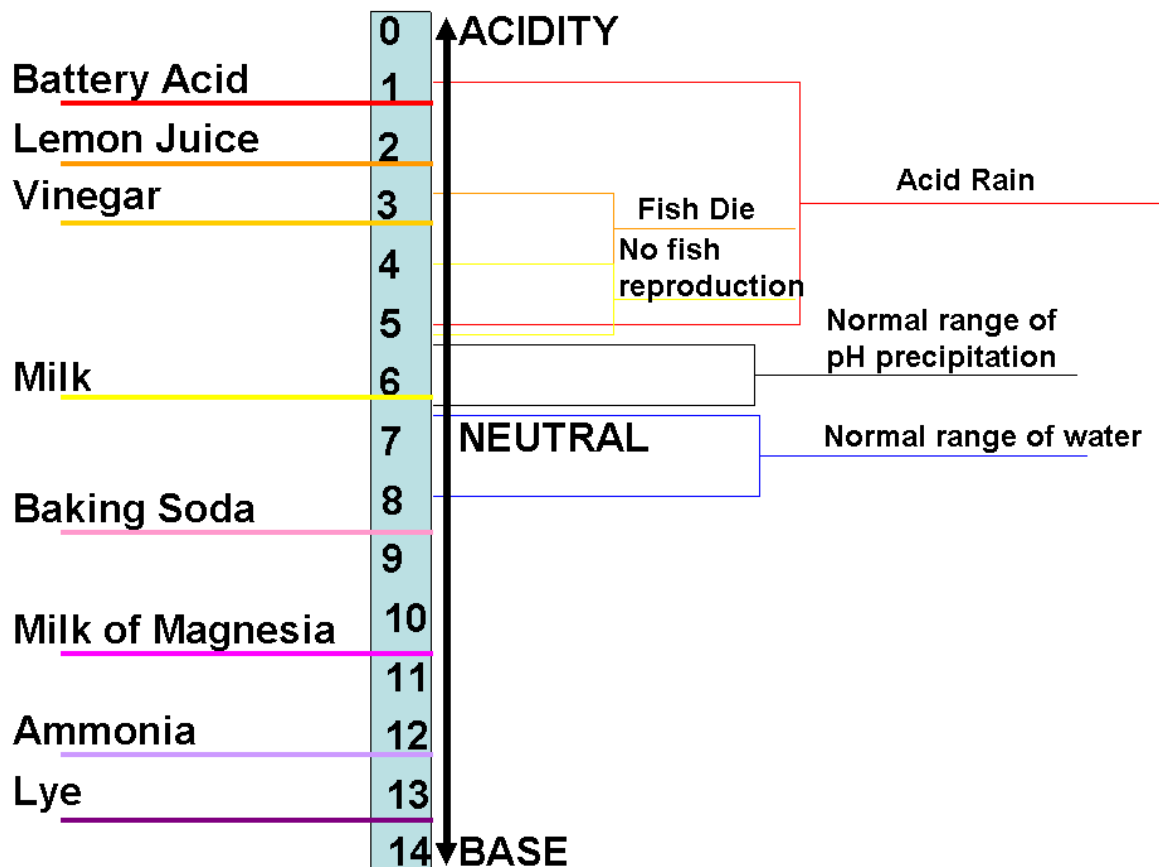 0
ACIDITY
Battery Acid
1
Lemon Juice
2
Vinegar
3
Acid Rain
Fish Die
4
No fish
reproduction
5
Normal range of
pH precipitation
Milk
6
7
NEUTRAL
Normal range of water
Baking Soda
8
9
Milk of Magnesia
10
11
Ammonia
12
Lye
13
14
BASE